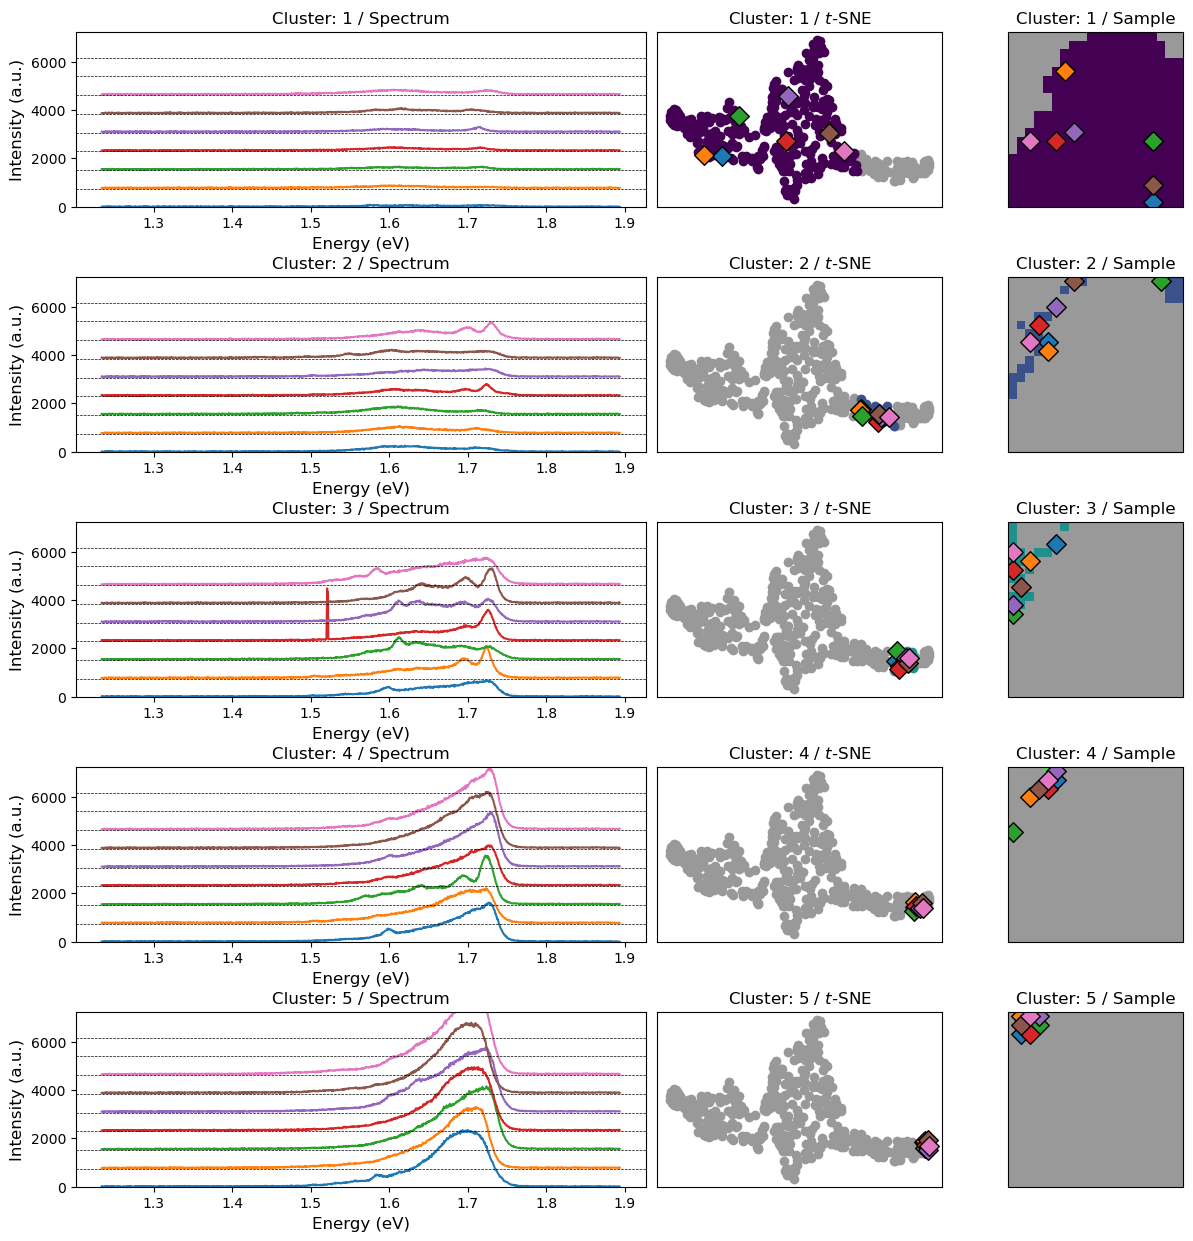 Cluster: 1 / Spectrum
Cluster: 1 / t-SNE
Cluster: 1 / Sample
Intensity (a.u.)
6000
4000
2000
0
1.3 1.4 1.5 1.6 1.7 1.8 1.9
Energy (eV)
Cluster: 2 / Spectrum
Cluster: 2 / t-SNE
Cluster: 2 / Sample
Intensity (a.u.)
6000
4000
2000
0
1.3 1.4 1.5 1.6 1.7 1.8 1.9
Energy (eV)
Cluster: 3 / Spectrum
Cluster: 3 / t-SNE
Cluster: 3 / Sample
Intensity (a.u.)
6000
4000
2000
0
1.3 1.4 1.5 1.6 1.7 1.8 1.9
Energy (eV)
Cluster: 4 / Spectrum
Cluster: 4 / t-SNE
Cluster: 4 / Sample
Intensity (a.u.)
6000
4000
2000
0
1.3 1.4 1.5 1.6 1.7 1.8 1.9
Energy (eV)
Cluster: 5 / Spectrum
Cluster: 5 / t-SNE
Cluster: 5 / Sample
Intensity (a.u.)
6000
4000
2000
0
1.3 1.4 1.5 1.6 1.7 1.8 1.9
Energy (eV)